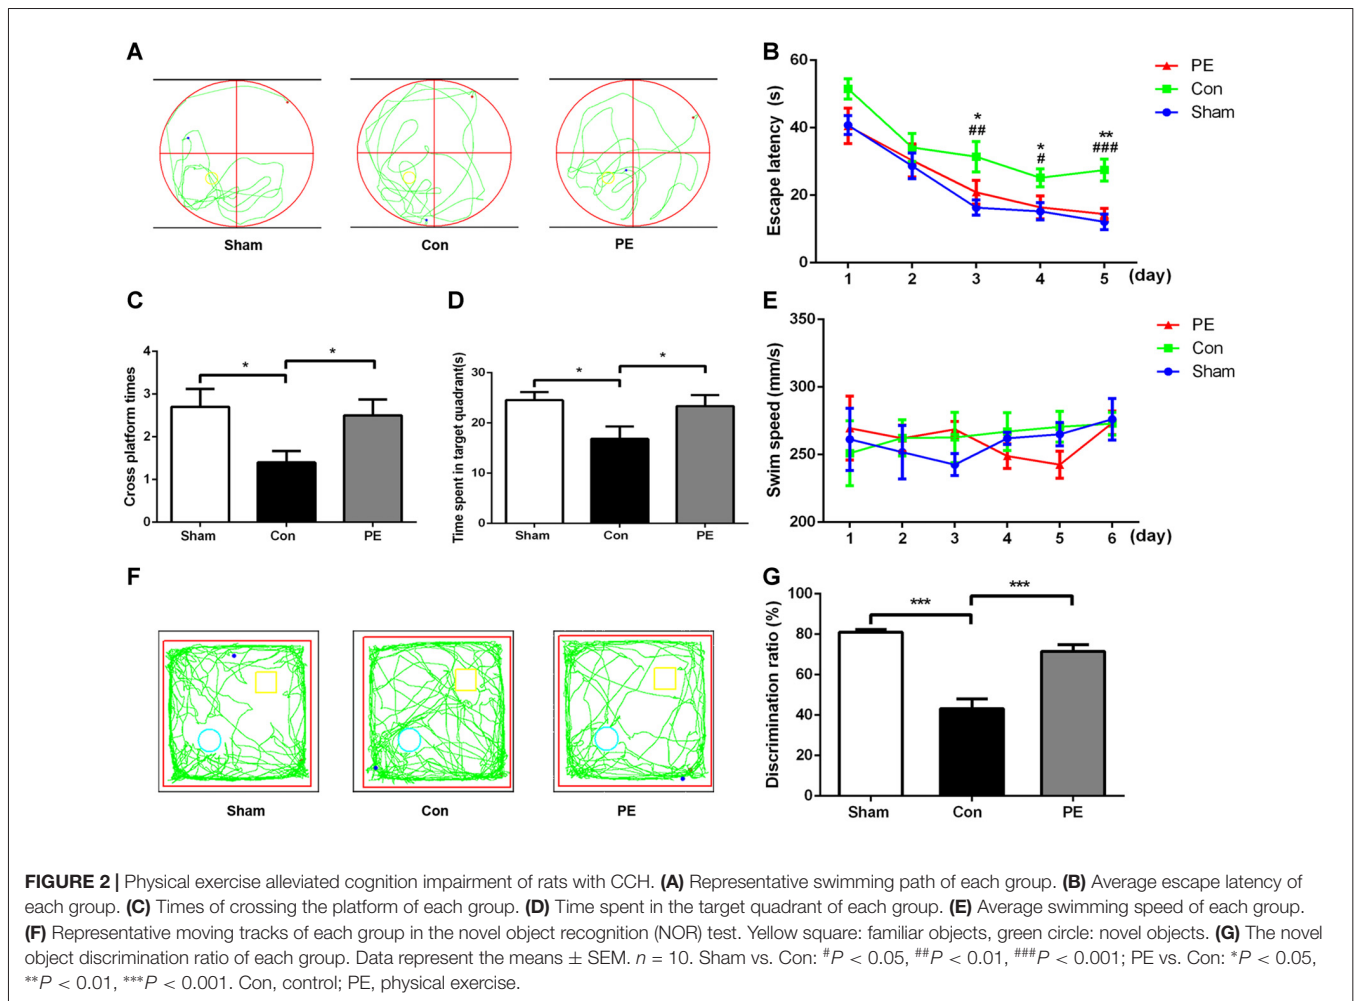 A
Sham
Con
PE
B
Escape latency (s)
60
40
20
0
1 2 3 4 5 (day)
*
##
*
#
**
###
PE
Con
Sham
C
Cross platform times
4
3
2
1
0
*
*
Sham Con PE
D
Time spent in target quadrant(s)
30
20
10
0
*
*
Sham Con PE
E
Swim speed (mm/s)
350
300
250
200
1 2 3 4 5 6 (day)
PE
Con
Sham
F
Sham
Con
PE
G
Discrimination ratio (%)
100
80
60
40
20
0
***
***
Sham Con PE
FIGURE 2 | Physical exercise alleviated cognition impairment of rats with CCH. (A) Representative swimming path of each group. (B) Average escape latency of
each group. (C) Times of crossing the platform of each group. (D) Time spent in the target quadrant of each group. (E) Average swimming speed of each group.
(F) Representative moving tracks of each group in the novel object recognition (NOR) test. Yellow square: familiar objects, green circle: novel objects. (G) The novel
object discrimination ratio of each group. Data represent the means ± SEM. n = 10. Sham vs. Con: #P < 0.05, ##P < 0.01, ###P < 0.001; PE vs. Con: *P < 0.05,
**P < 0.01, ***P < 0.001. Con, control; PE, physical exercise.